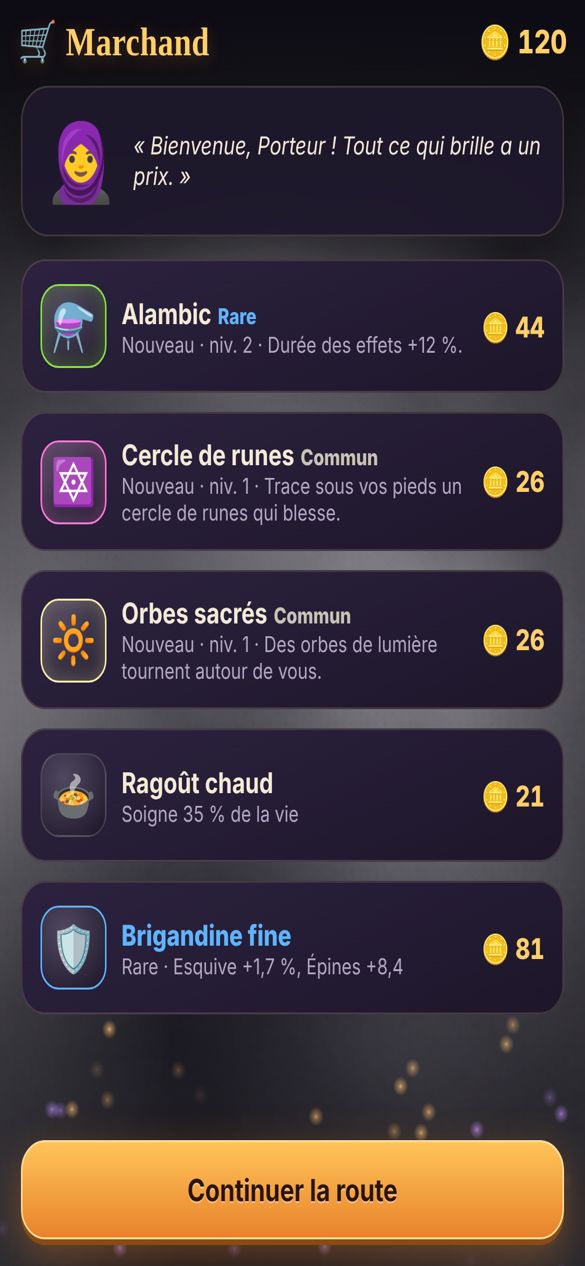 Marchand
120
« Bienvenue, Porteur ! Tout ce qui brille a un
prix. »
Alambic Rare
Nouveau · niv. 2 · Durée des effets +12 %.
44
Cercle de runes Commun
Nouveau · niv. 1 · Trace sous vos pieds un
cercle de runes qui blesse.
26
Orbes sacrés Commun
Nouveau · niv. 1 · Des orbes de lumière
tournent autour de vous.
26
Ragoût chaud
Soigne 35 % de la vie
21
Brigandine fine
Rare · Esquive +1,7 %, Épines +8,4
81
Continuer la route